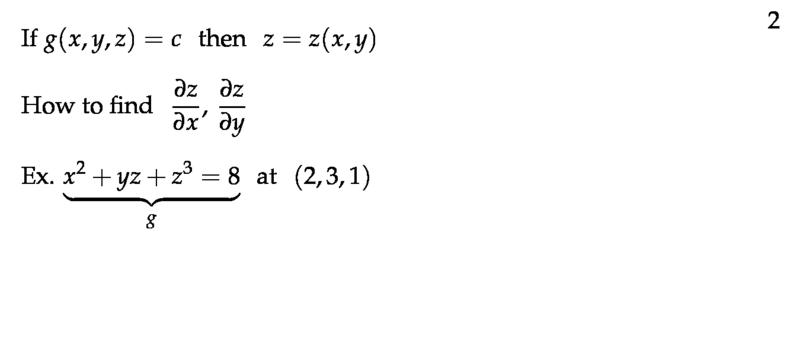 2
If g(x, y, z) = c then z = z(x, y)
How to find ∂z/∂x, ∂z/∂y
Ex. x² + yz + z³ = 8 at (2, 3, 1)
g